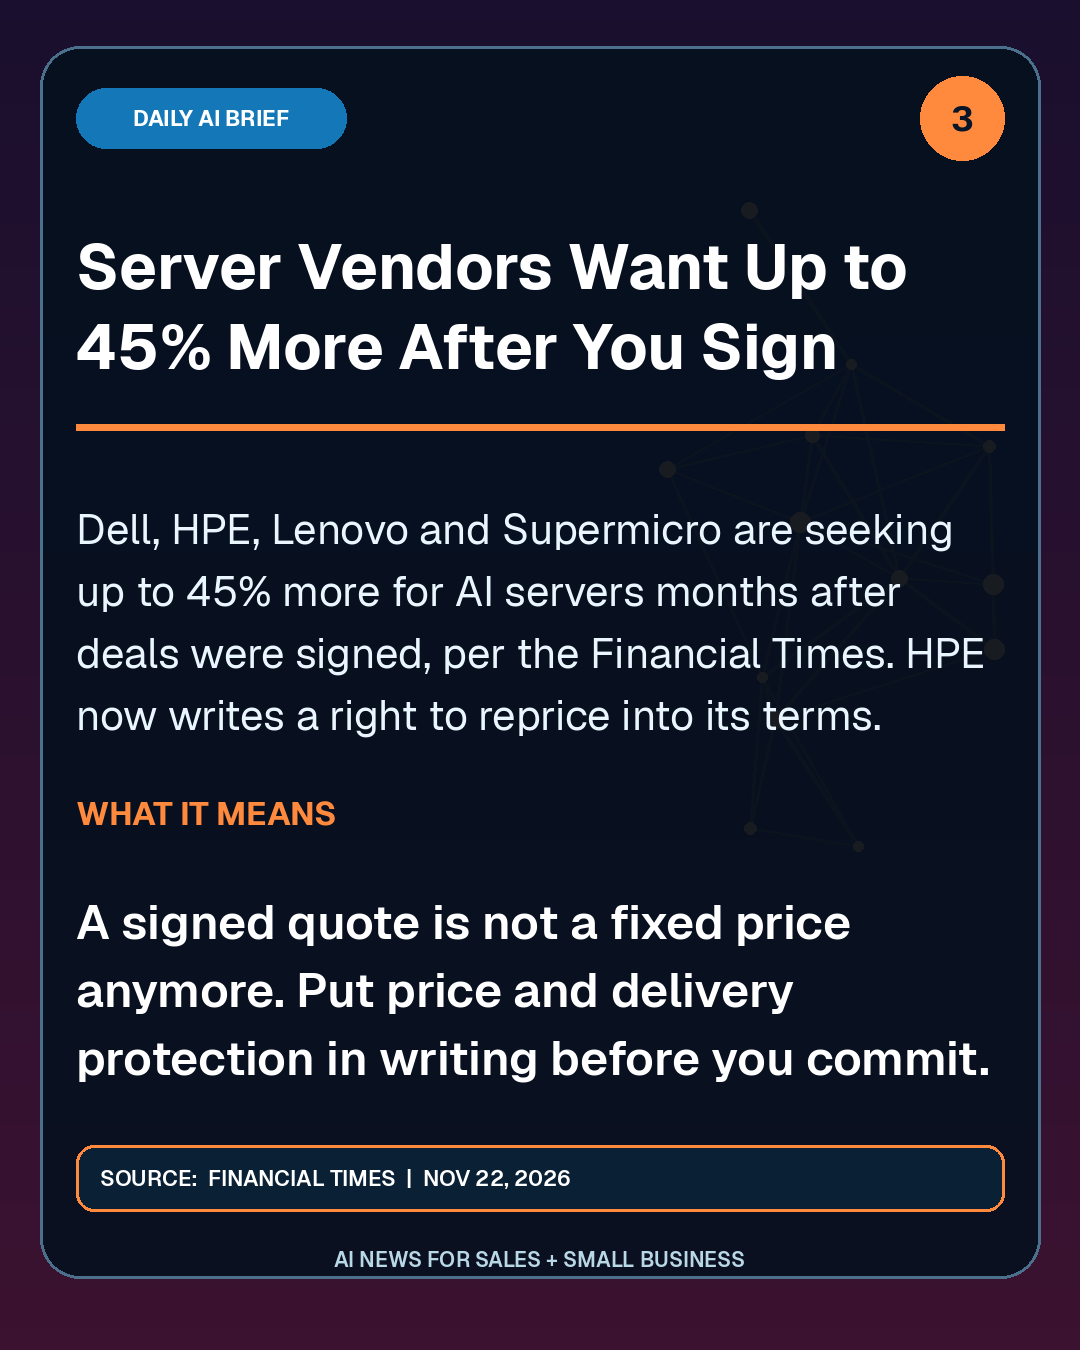 DAILY AI BRIEF
3
Server Vendors Want Up to
45% More After You Sign
Dell, HPE, Lenovo and Supermicro are seeking
up to 45% more for AI servers months after
deals were signed, per the Financial Times. HPE
now writes a right to reprice into its terms.
WHAT IT MEANS
A signed quote is not a fixed price
anymore. Put price and delivery
protection in writing before you commit.
SOURCE: FINANCIAL TIMES | NOV 22, 2026
AI NEWS FOR SALES + SMALL BUSINESS